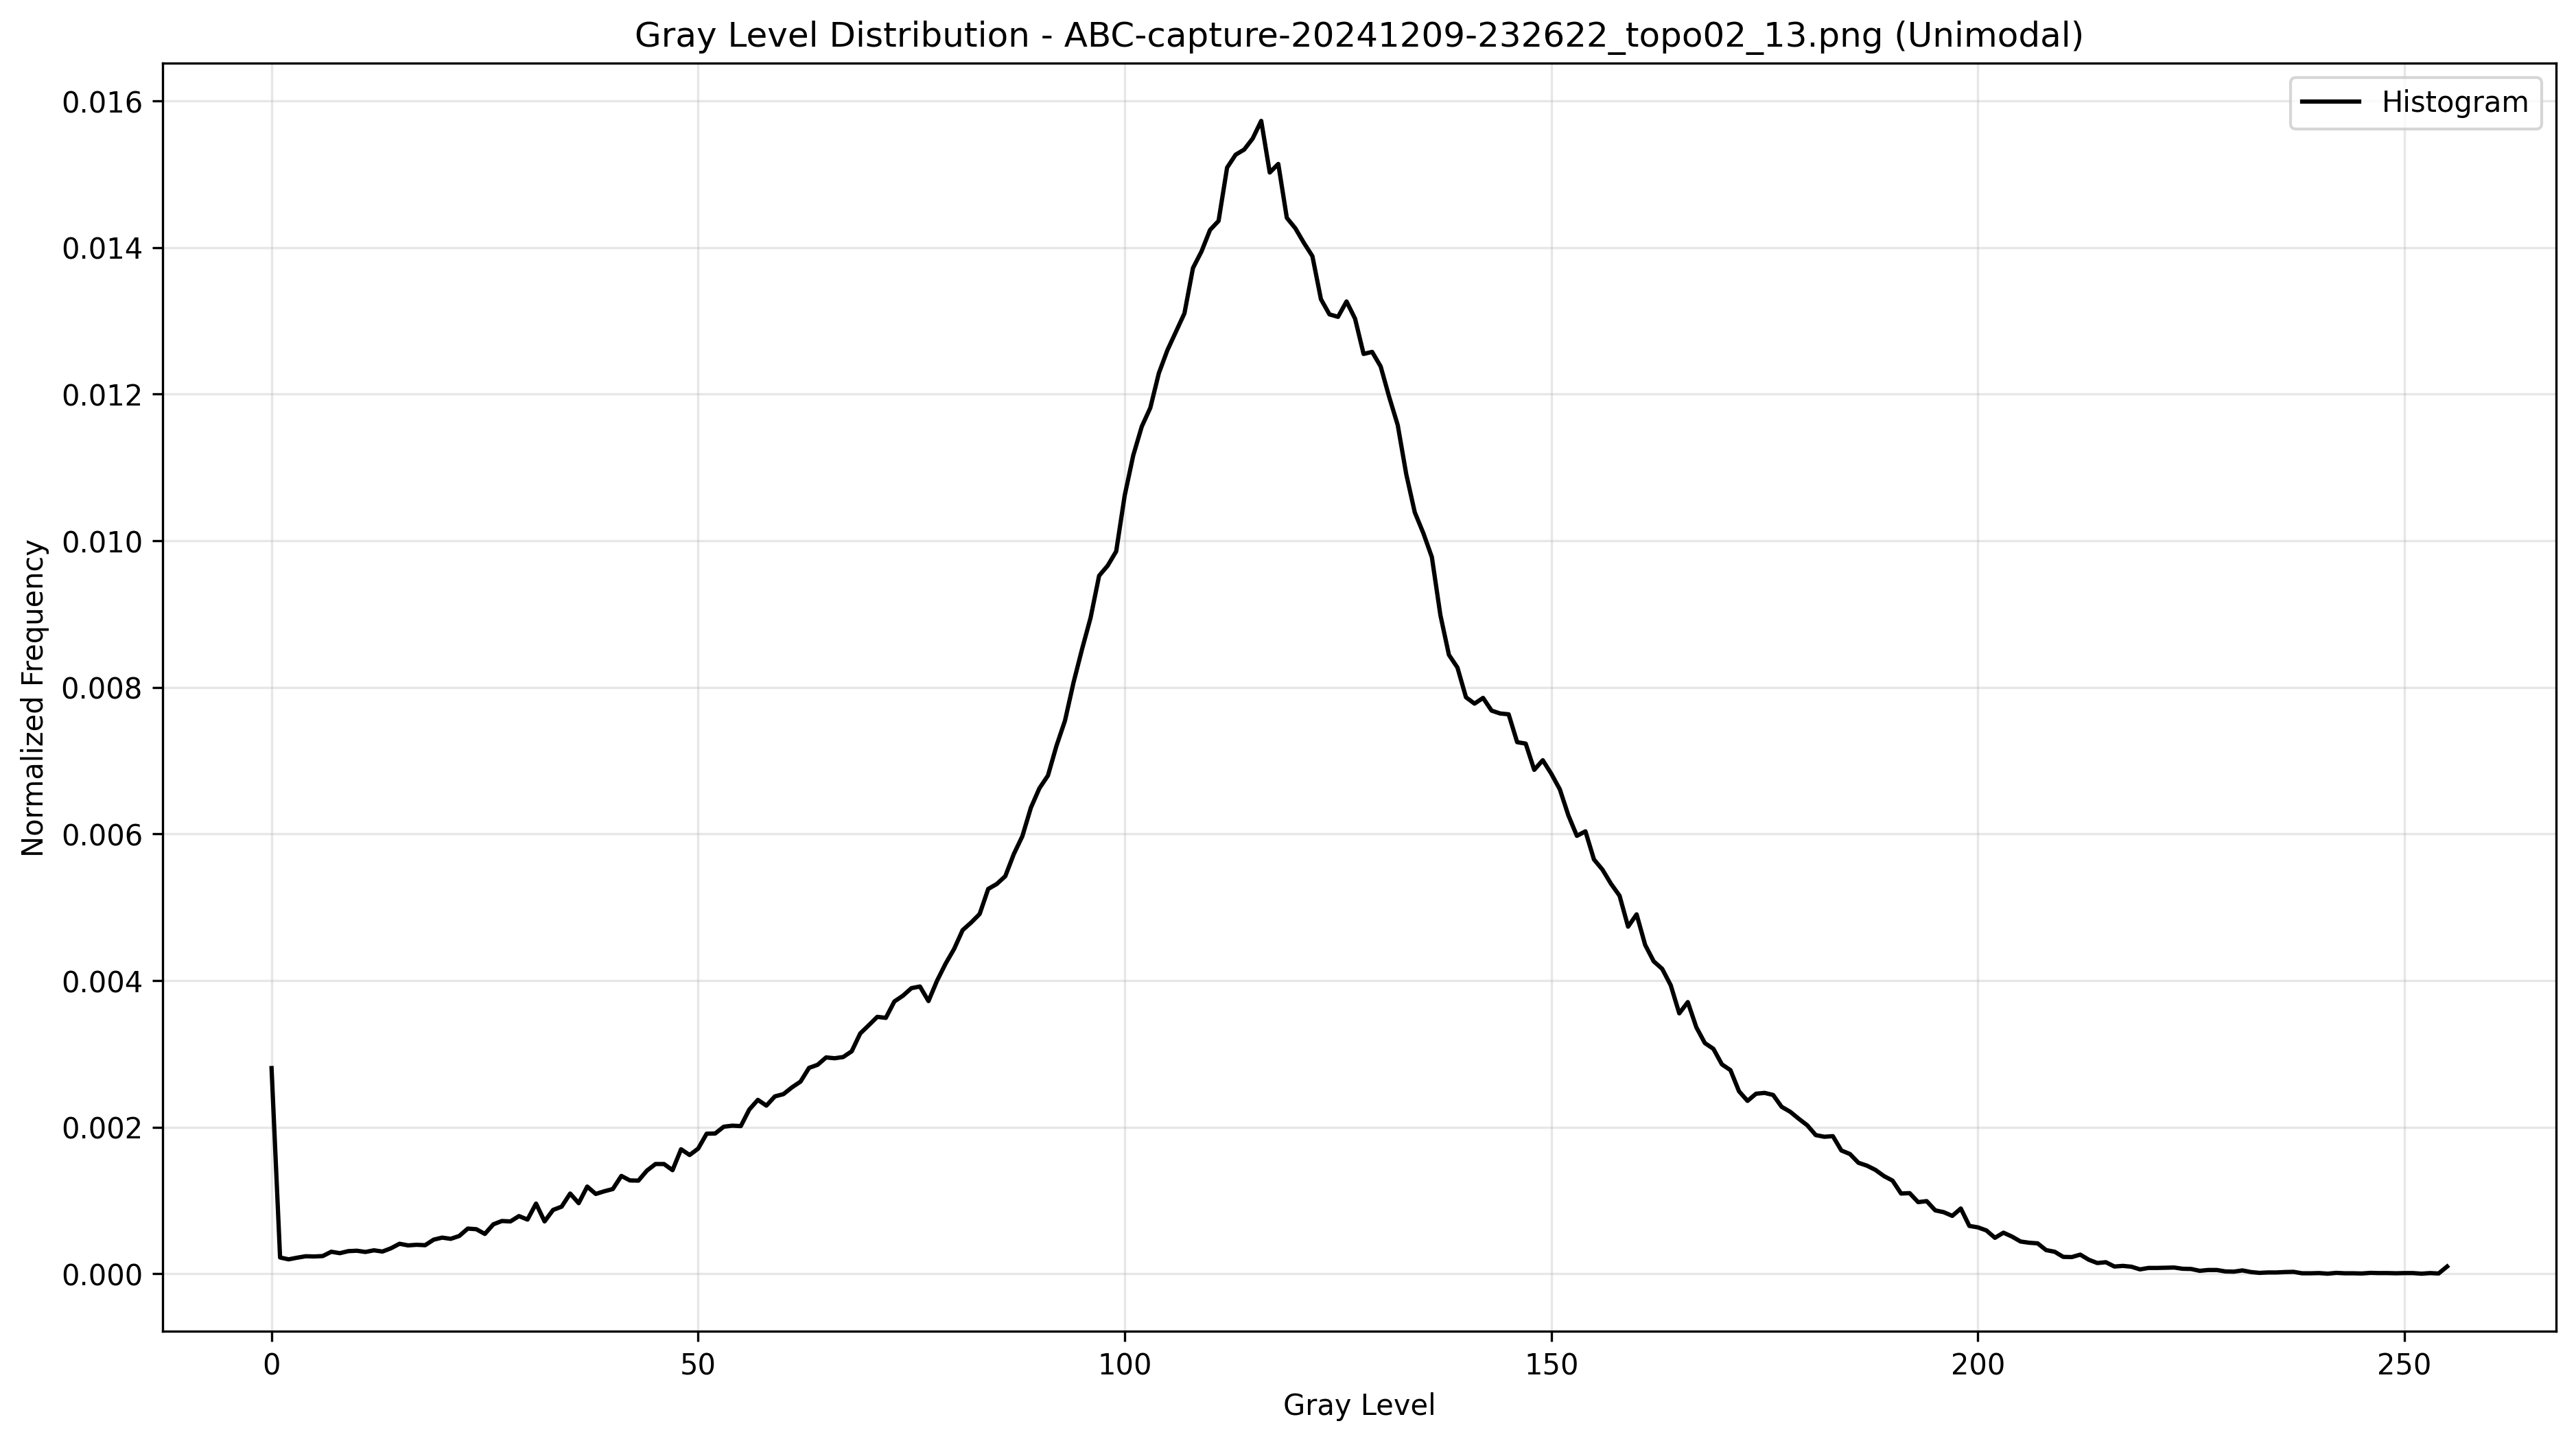 Gray Level Distribution - ABC-capture-20241209-232622_topo02_13.png (Unimodal)
Histogram
0.016
0.014
0.012
0.010
0.008
0.006
0.004
0.002
0.000
Normalized Frequency
0 50 100 150 200 250
Gray Level